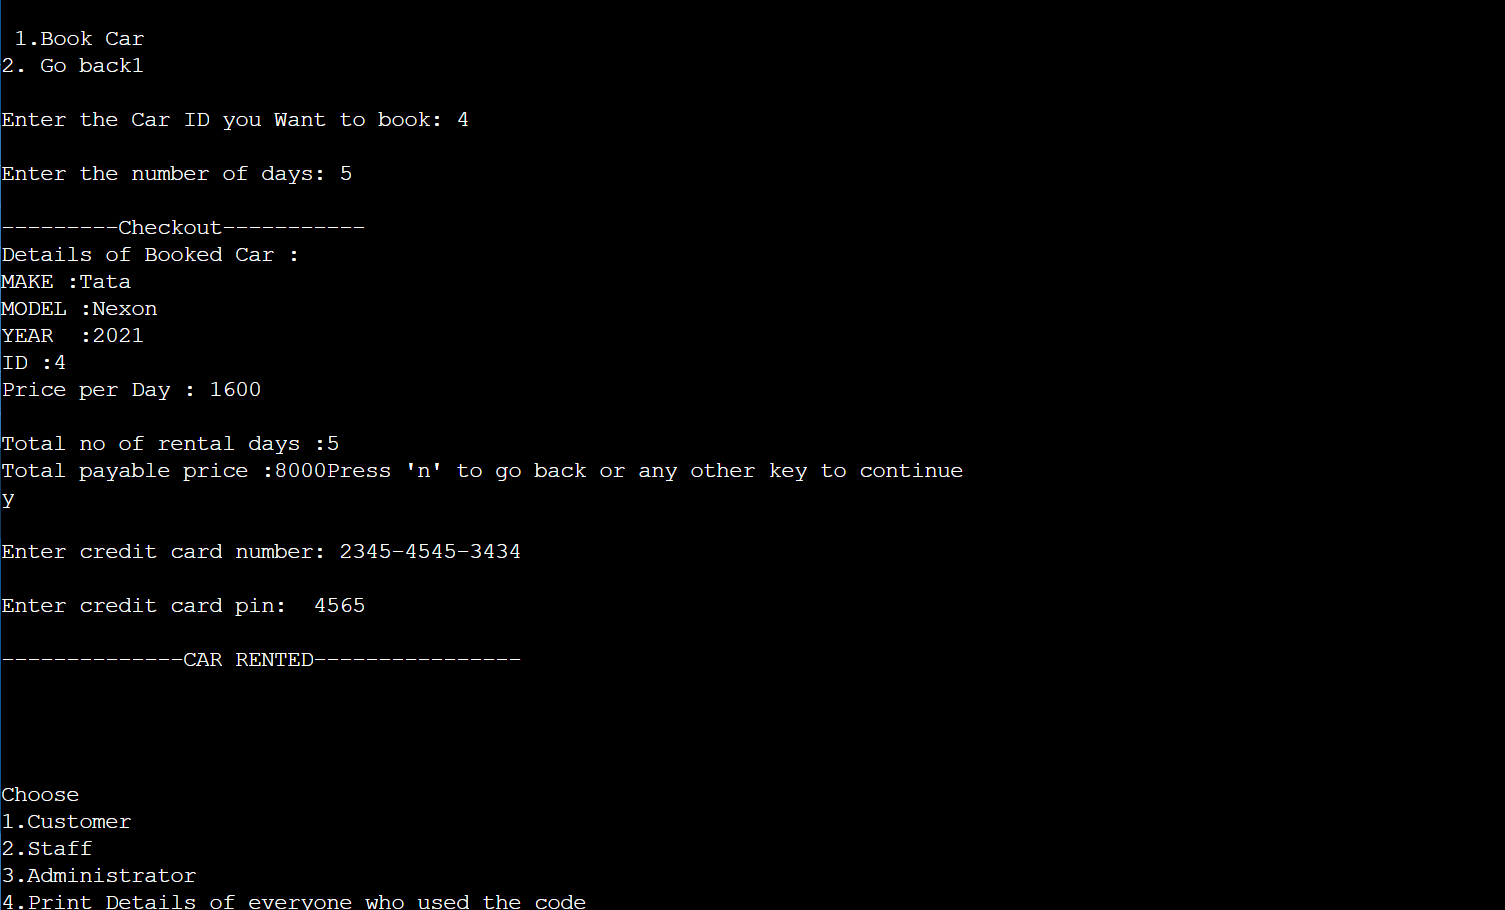 1.Book Car
2. Go back1
Enter the Car ID you Want to book: 4
Enter the number of days: 5
---------Checkout-----------
Details of Booked Car :
MAKE :Tata
MODEL :Nexon
YEAR  :2021
ID :4
Price per Day : 1600
Total no of rental days :5
Total payable price :8000Press 'n' to go back or any other key to continue
y
Enter credit card number: 2345-4545-3434
Enter credit card pin:  4565
--------------CAR RENTED----------------
Choose
1.Customer
2.Staff
3.Administrator
4.Print Details of everyone who used the code